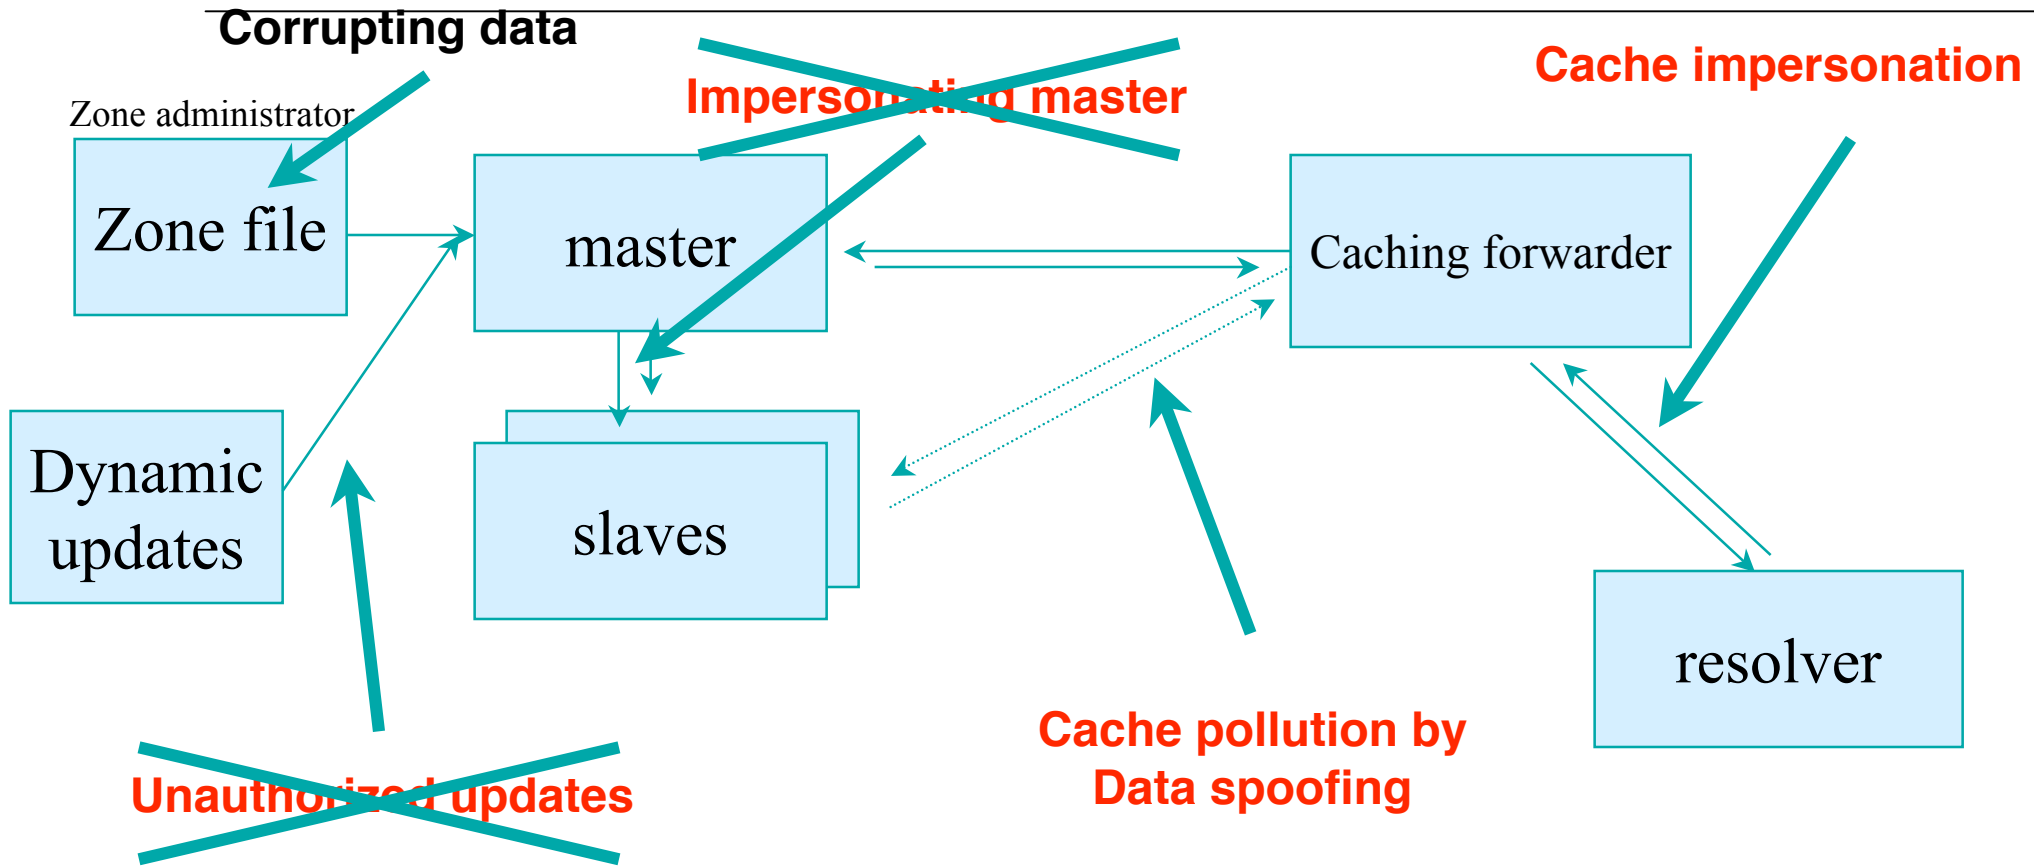 Corrupting data
Impersonating master
Cache impersonation
Zone administrator
Zone file
master
Caching forwarder
Dynamic
updates
slaves
resolver
Cache pollution by
Data spoofing
Unauthorized updates